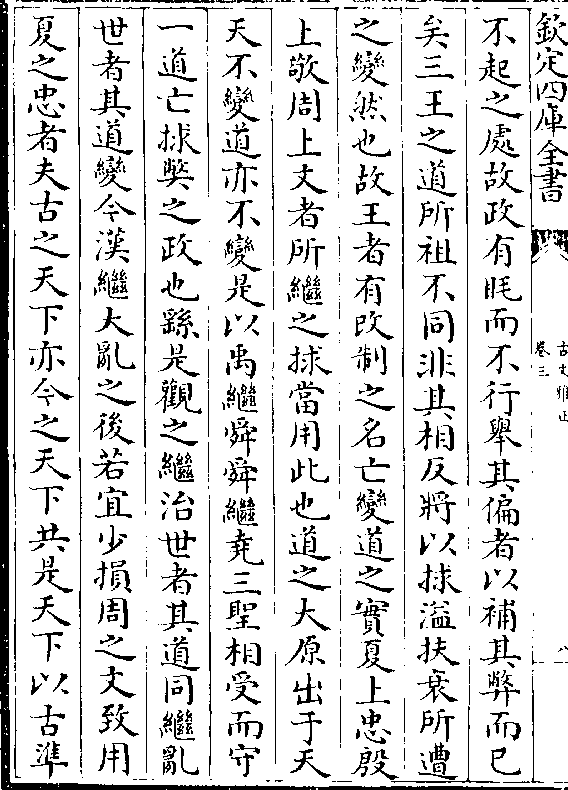 欽定四庫全書
古文雅正
卷三
八
不起之處故政有眊而不行舉其偏者以補其弊而已
矣三王之道所祖不同非其相反將以捄溢扶衰所遭
之變然也故王者有改制之名亡變道之實夏上忠殷
上敬周上文者所繼之捄當用此也道之大原出于天
天不變道亦不變是以禹繼舜舜繼堯三聖相受而守
一道亡捄獘之政也繇是觀之繼治世者其道同繼亂
世者其道變今漢繼大亂之後若宜少損周之文致用
夏之忠者夫古之天下亦今之天下共是天下以古準